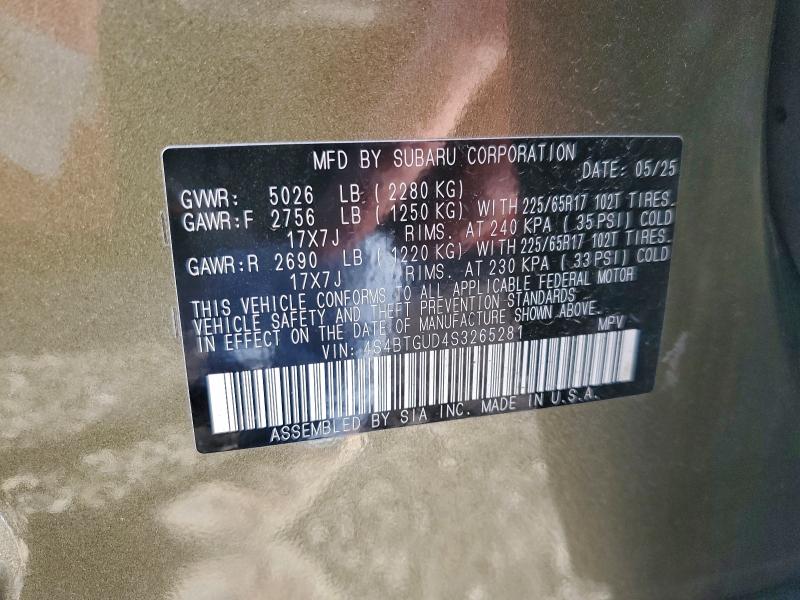 MFD BY SUBARU CORPORATION DATE: 05/25
GVWR: 5026 LB ( 2280 KG)
GAWR:F 2756 LB ( 1250 KG) WITH 225/65R17 102T TIRES.
17X7J RIMS. AT 240 KPA ( 35 PSI) COLD
GAWR:R 2690 LB ( 1220 KG) WITH 225/65R17 102T TIRES.
17X7J RIMS. AT 230 KPA ( 33 PSI) COLD
THIS VEHICLE CONFORMS TO ALL APPLICABLE FEDERAL MOTOR
VEHICLE SAFETY AND THEFT PREVENTION STANDARDS
IN EFFECT ON THE DATE OF MANUFACTURE SHOWN ABOVE.
VIN: 4S4BTGUD4S3265281 MPV
ASSEMBLED BY SIA INC. MADE IN U.S.A.